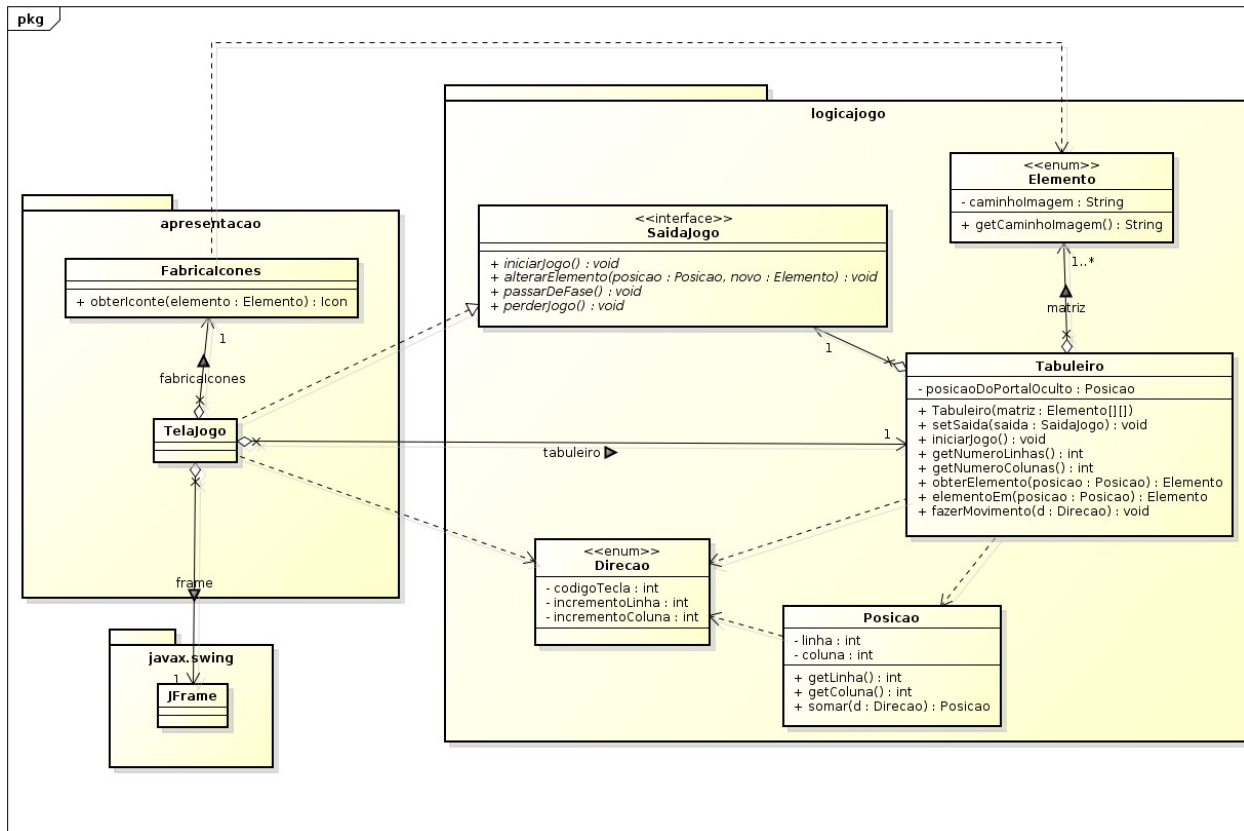 pkg
logicajogo
<<enum>>
Elemento
- caminhoImagem : String
+ getCaminhoImagem() : String
1..*
matriz
apresentacao
FabricaIcones
+ obterIconte(elemento : Elemento) : Icon
1
fabricaIcones
<<interface>>
SaidaJogo
+ iniciarJogo() : void
+ alterarElemento(posicao : Posicao, novo : Elemento) : void
+ passarDeFase() : void
+ perderJogo() : void
1
TelaJogo
tabuleiro
1
Tabuleiro
- posicaoDoPortalOculto : Posicao
+ Tabuleiro(matriz : Elemento[][])
+ setSaida(saida : SaidaJogo) : void
+ iniciarJogo() : void
+ getNumeroLinhas() : int
+ getNumeroColunas() : int
+ obterElemento(posicao : Posicao) : Elemento
+ elementoEm(posicao : Posicao) : Elemento
+ fazerMovimento(d : Direcao) : void
<<enum>>
Direcao
- codigoTecla : int
- incrementoLinha : int
- incrementoColuna : int
Posicao
- linha : int
- coluna : int
+ getLinha() : int
+ getColuna() : int
+ somar(d : Direcao) : Posicao
frame
javax.swing
1
JFrame